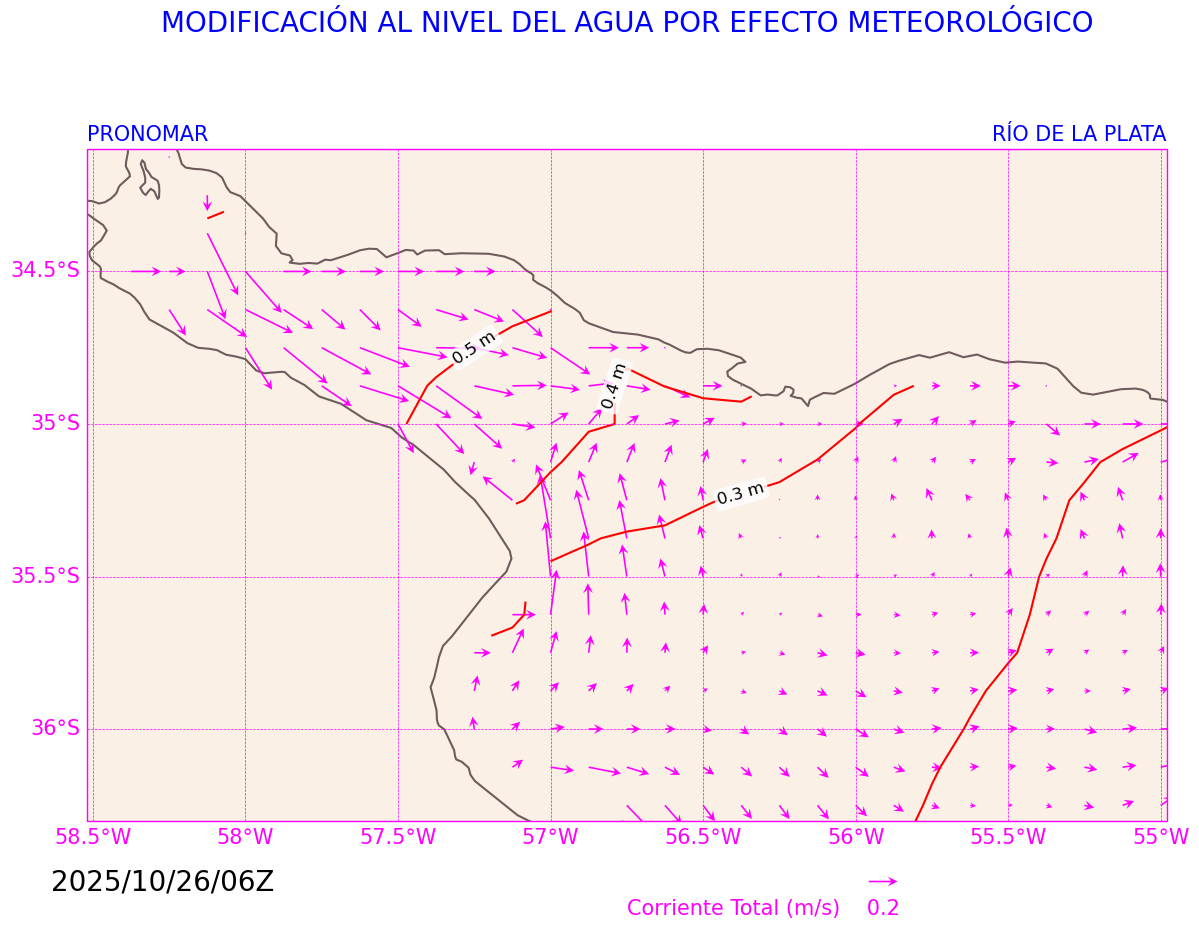 MODIFICACIÓN AL NIVEL DEL AGUA POR EFECTO METEOROLÓGICO
PRONOMAR RÍO DE LA PLATA
34.5°S
0.5 m
0.4 m
35°S
0.3 m
35.5°S
36°S
58.5°W 58°W 57.5°W 57°W 56.5°W 56°W 55.5°W 55°W
2025/10/26/06Z
Corriente Total (m/s) 0.2